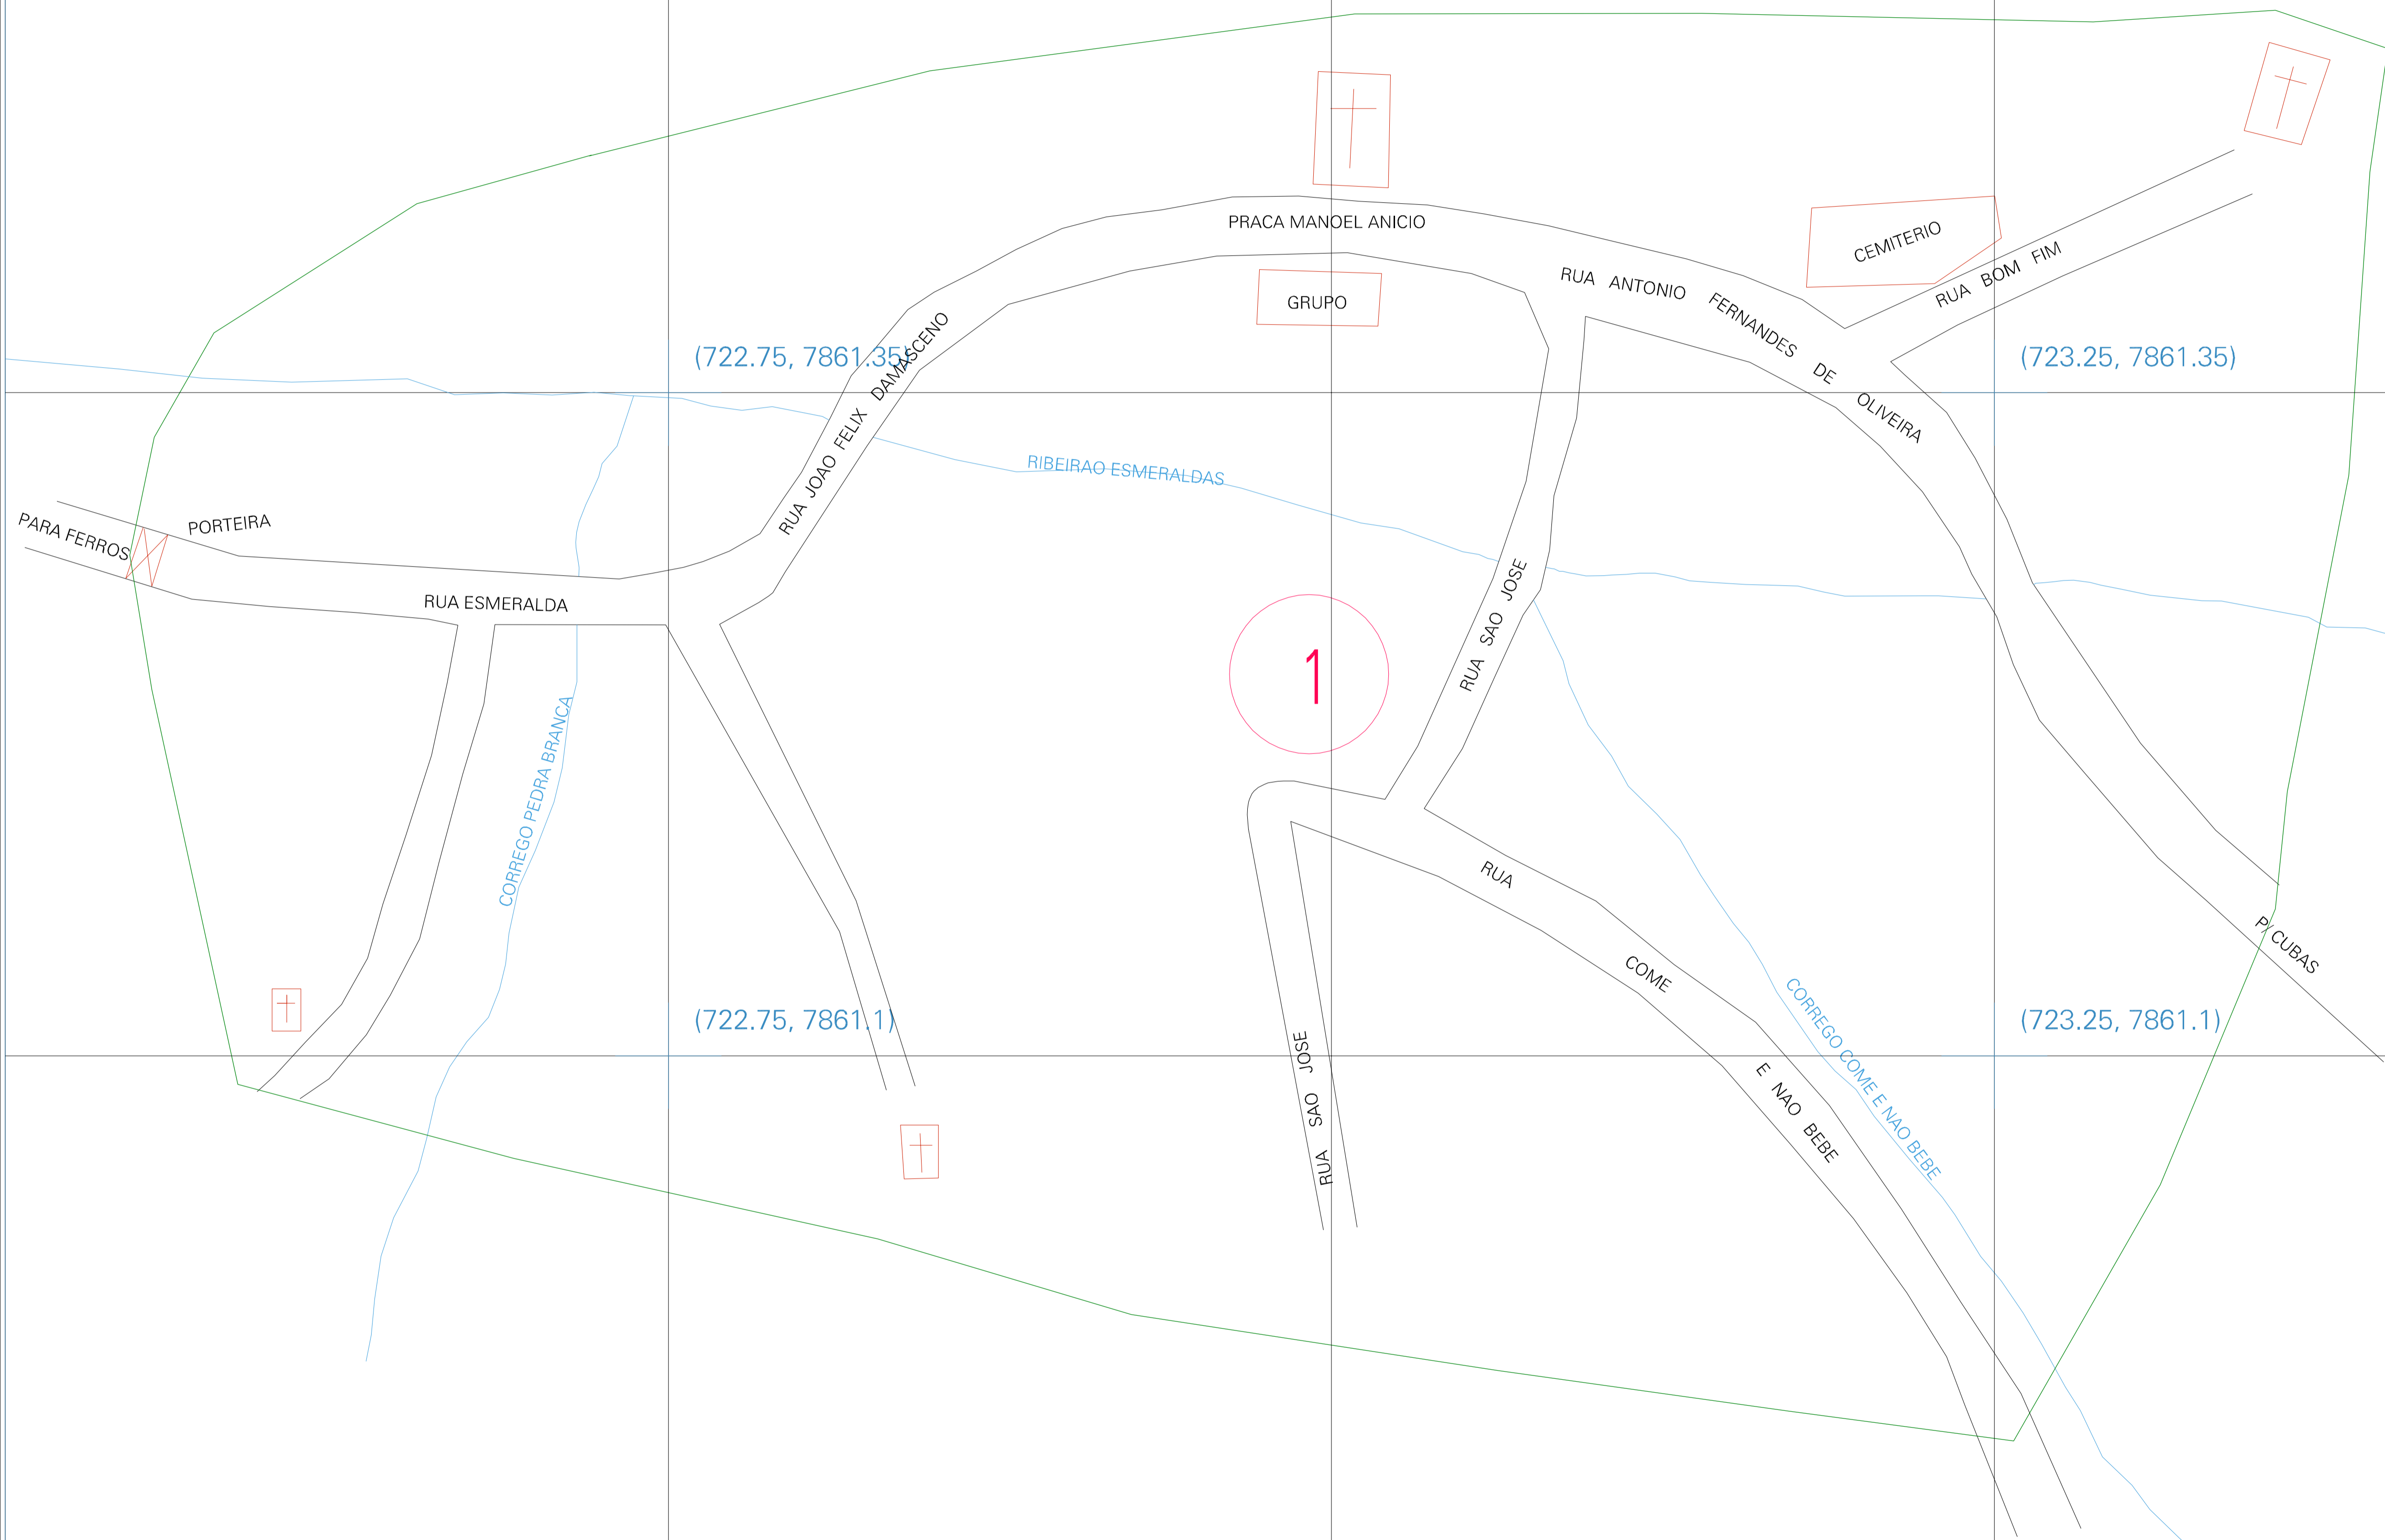 PRACA MANOEL ANICIO
CEMITERIO
RUA BOM FIM
RUA ANTONIO FERNANDES DE OLIVEIRA
GRUPO
(722.75, 7861.35)
RUA JOAO FELIX DAMASCENO
(723.25, 7861.35)
RIBEIRAO ESMERALDAS
PARA FERROS
PORTEIRA
RUA ESMERALDA
RUA SAO JOSE
1
CORREGO PEDRA BRANCA
RUA COME E NAO BEBE
P/ CUBAS
(722.75, 7861.1)
(723.25, 7861.1)
CORREGO COME E NAO BEBE
RUA SAO JOSE